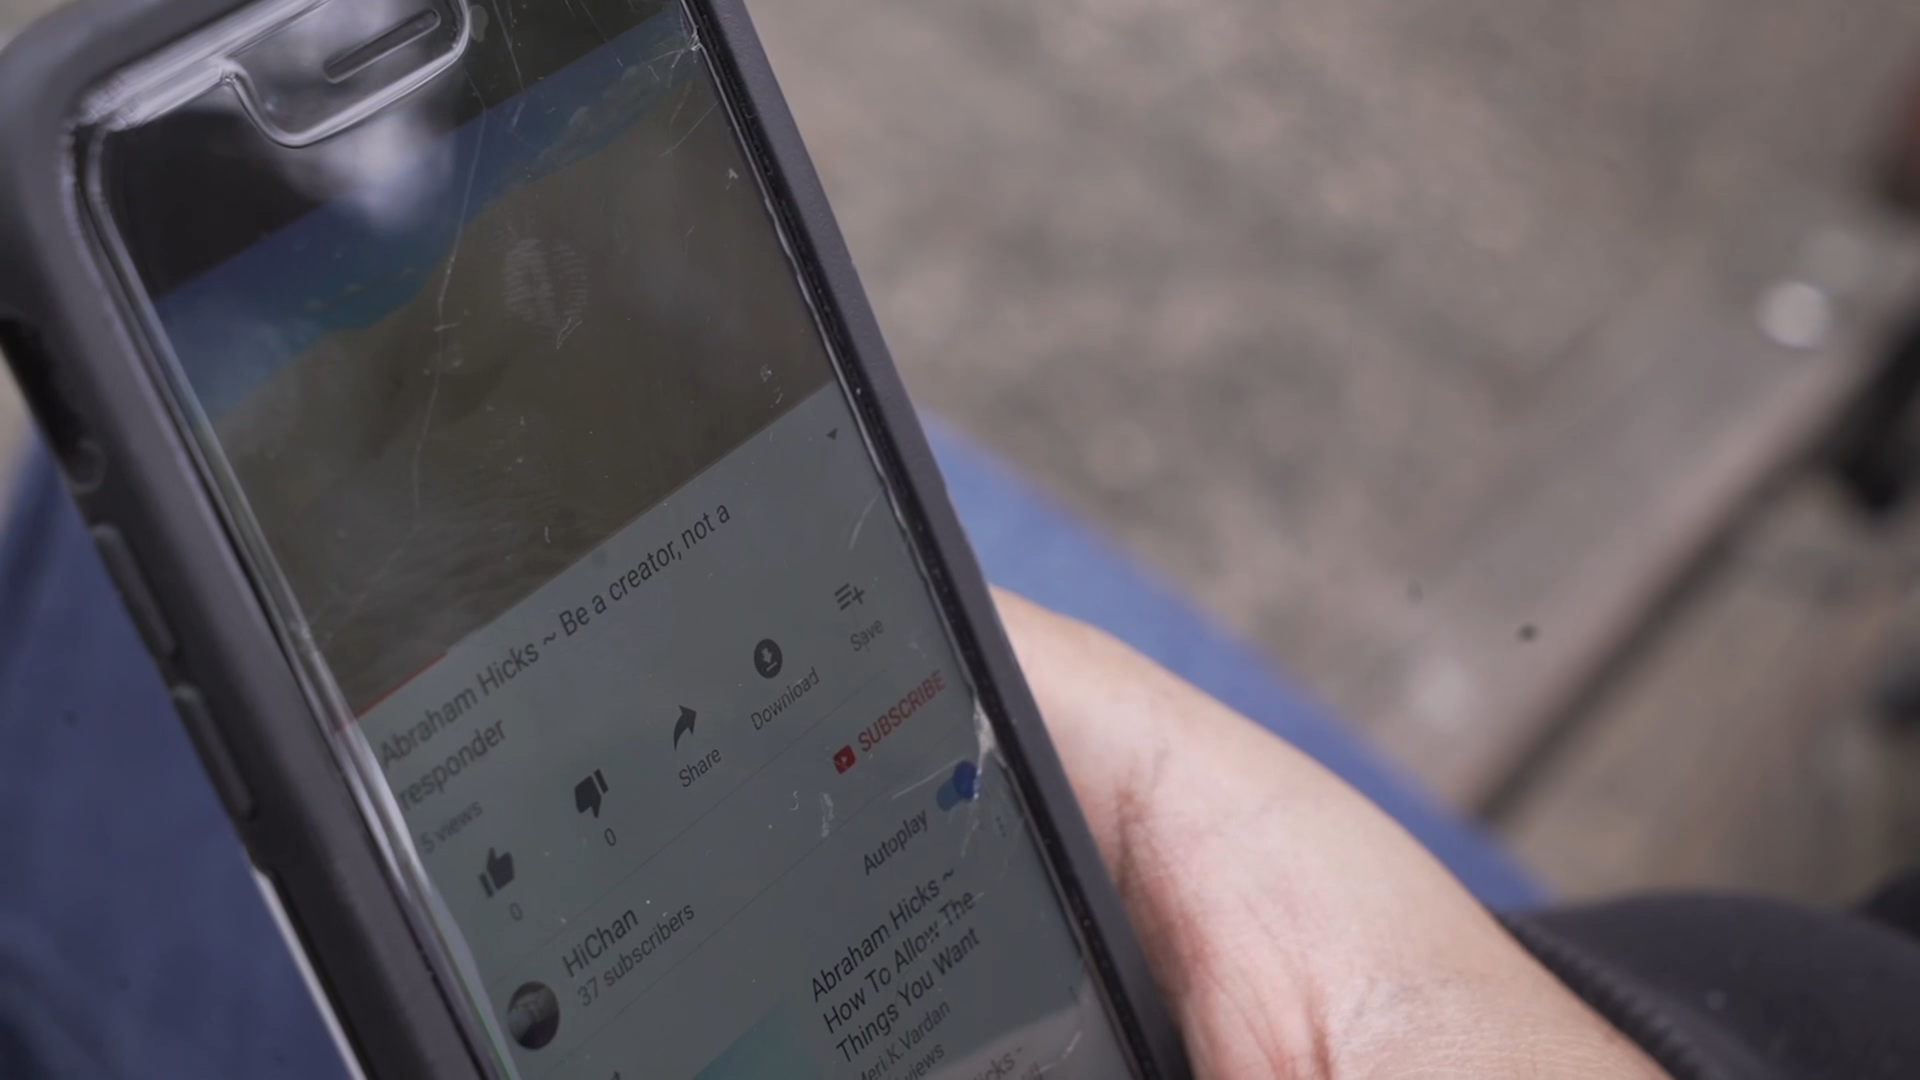 Abraham Hicks ~ Be a creator, not a
responder
5 views
0
0
Share
Download
Save
HiChan
37 subscribers
SUBSCRIBE
Autoplay
Abraham Hicks ~
How To Allow The
Things You Want
Meri K.Vardan
views